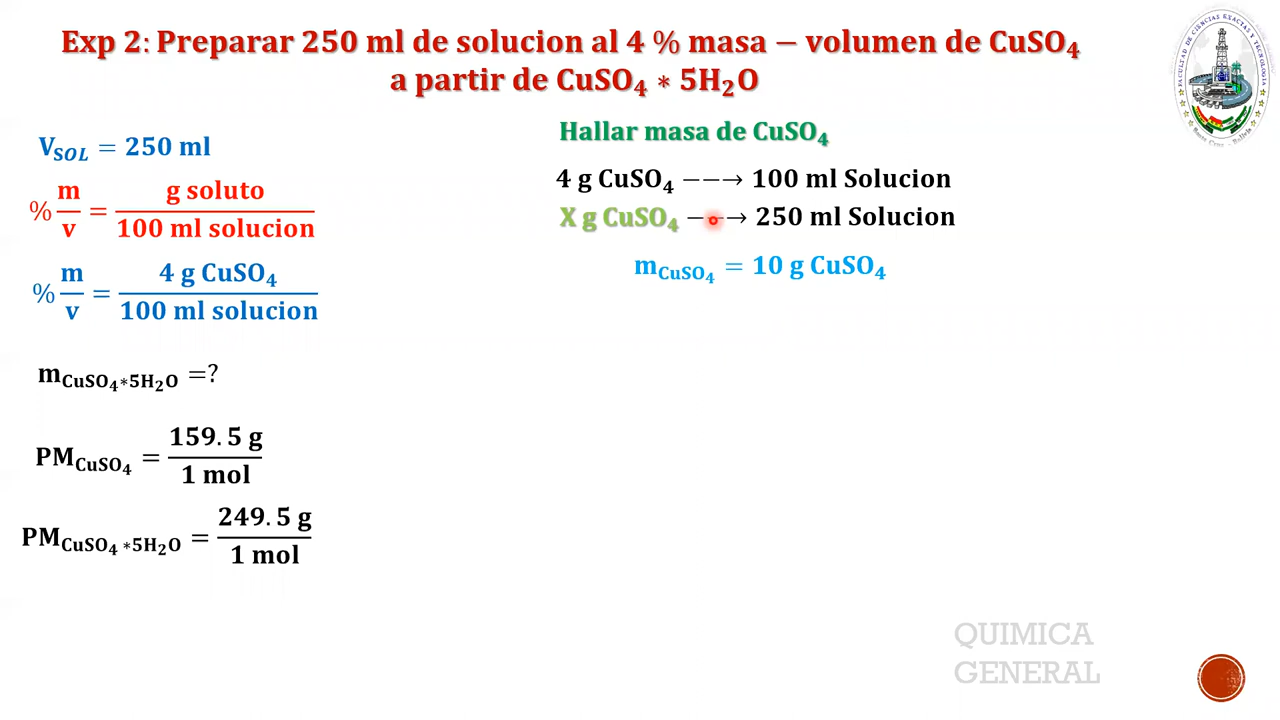 Exp 2: Preparar 250 ml de solucion al 4 % masa − volumen de CuSO₄
a partir de CuSO₄ ∗ 5H₂O
V_SOL = 250 ml
% m/v = g soluto / 100 ml solucion
% m/v = 4 g CuSO₄ / 100 ml solucion
m_CuSO₄∗5H₂O =?
PM_CuSO₄ = 159.5 g / 1 mol
PM_CuSO₄∗5H₂O = 249.5 g / 1 mol
Hallar masa de CuSO₄
4 g CuSO₄ −−→ 100 ml Solucion
X g CuSO₄ −−→ 250 ml Solucion
m_CuSO₄ = 10 g CuSO₄
QUIMICA
GENERAL